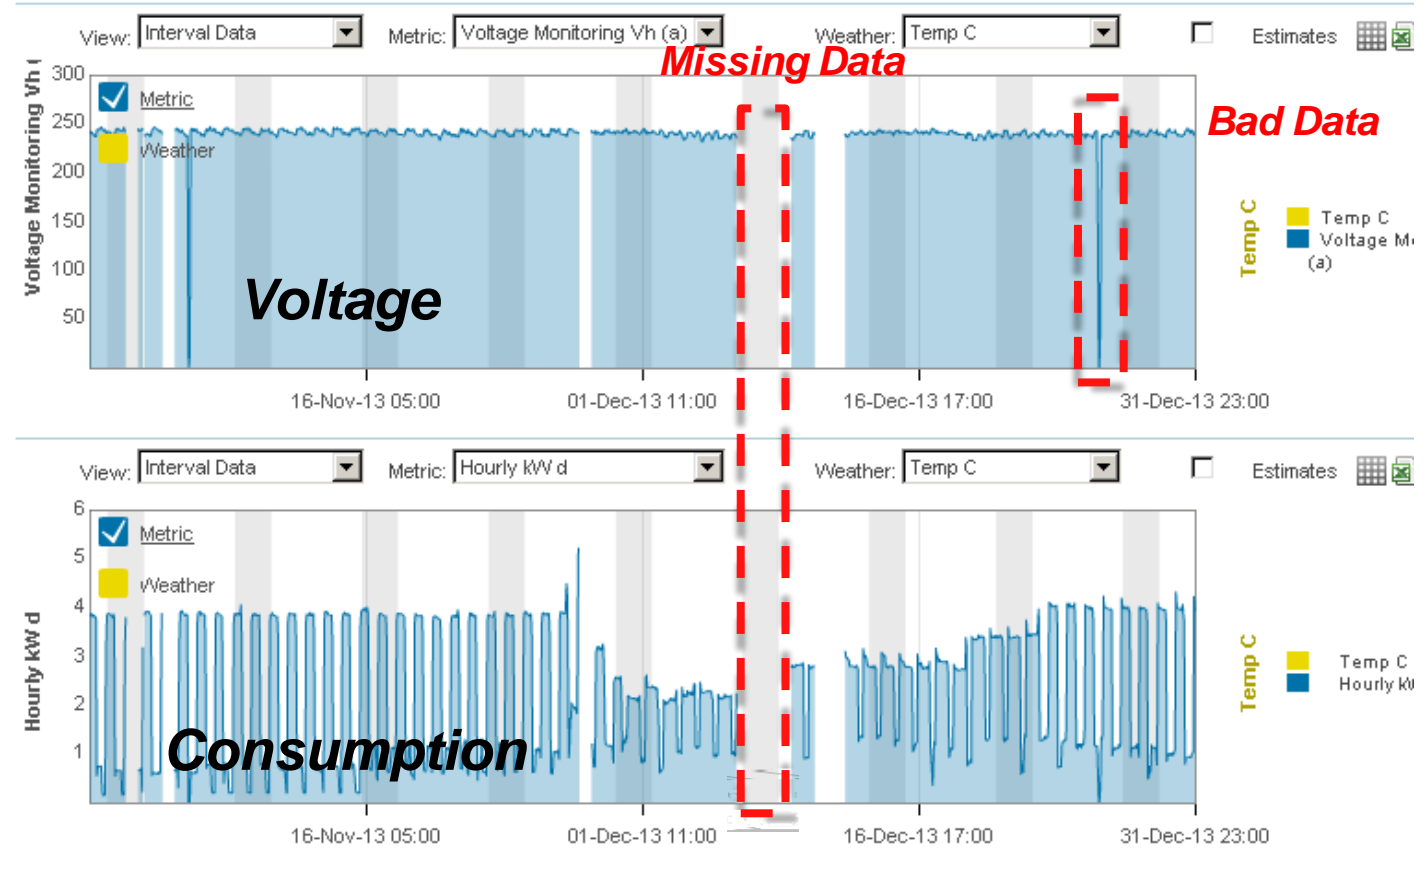 View: Interval Data Metric: Voltage Monitoring Vh (a) Weather: Temp C Estimates
Missing Data
Bad Data
Voltage Monitoring Vh (
300
250
200
150
100
50
Metric
Weather
Voltage
Temp C
Temp C
Voltage Mo
(a)
16-Nov-13 05:00 01-Dec-13 11:00 16-Dec-13 17:00 31-Dec-13 23:00
View: Interval Data Metric: Hourly kW d Weather: Temp C Estimates
Hourly kW d
6
5
4
3
2
1
Metric
Weather
Consumption
Temp C
Temp C
Hourly kW
16-Nov-13 05:00 01-Dec-13 11:00 16-Dec-13 17:00 31-Dec-13 23:00